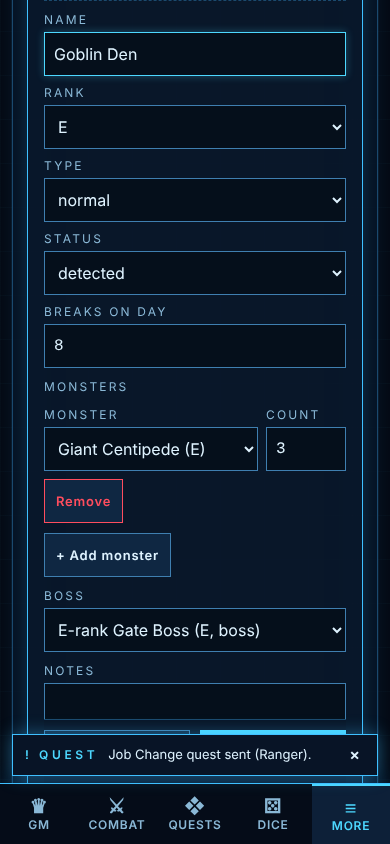 NAME
Goblin Den
RANK
E
TYPE
normal
STATUS
detected
BREAKS ON DAY
8
MONSTERS
MONSTER COUNT
Giant Centipede (E) 3
Remove
+ Add monster
BOSS
E-rank Gate Boss (E, boss)
NOTES
! QUEST Job Change quest sent (Ranger). ×
GM COMBAT QUESTS DICE MORE